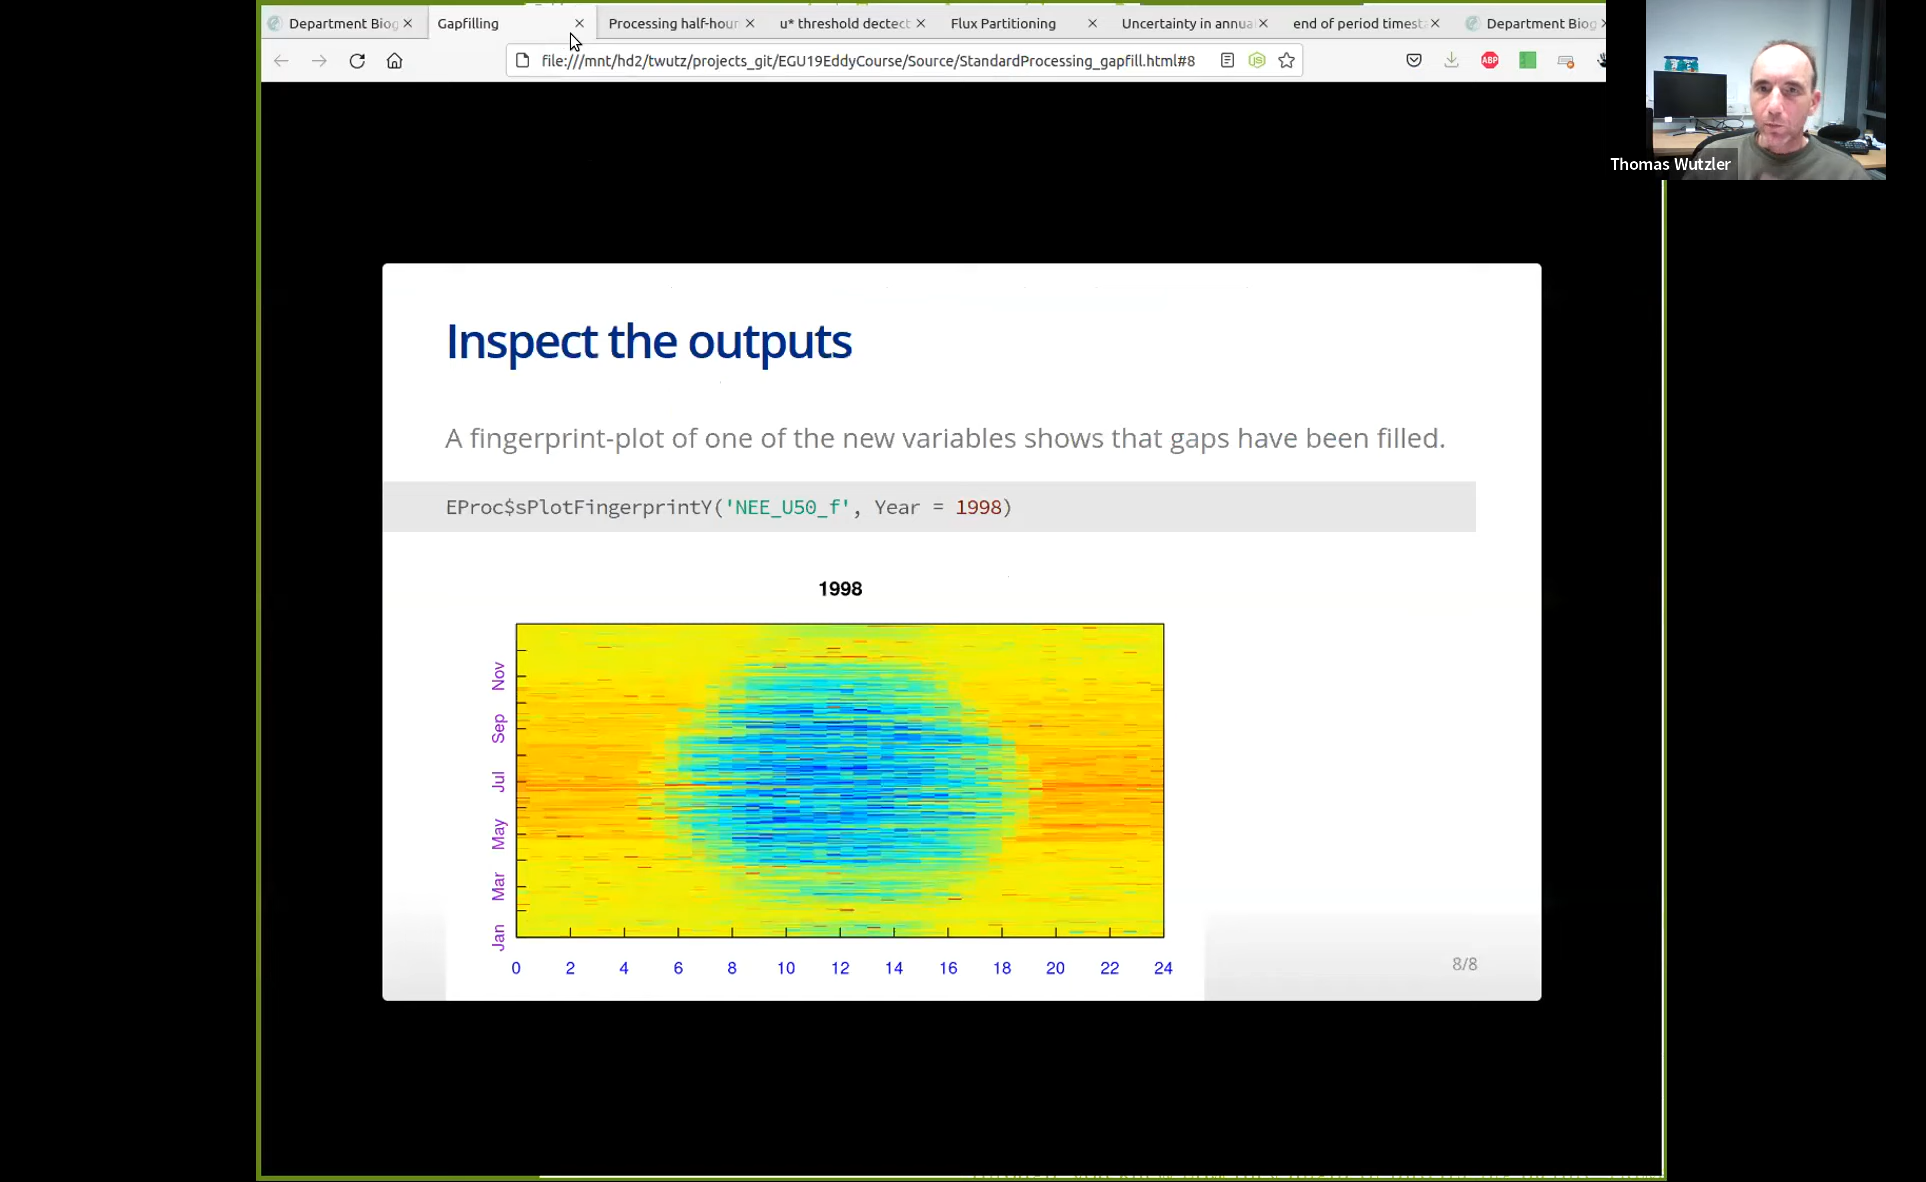 Department Biog
Gapfilling
Processing half-hour
u* threshold dectect
Flux Partitioning
Uncertainty in annua
end of period timest
Department Biog
file:///mnt/hd2/twutz/projects_git/EGU19EddyCourse/Source/StandardProcessing_gapfill.html#8
ABP
Thomas Wutzler
Inspect the outputs
A fingerprint-plot of one of the new variables shows that gaps have been filled.
EProc$sPlotFingerprintY('NEE_U50_f', Year = 1998)
1998
Nov
Sep
Jul
May
Mar
Jan
0 2 4 6 8 10 12 14 16 18 20 22 24
8/8